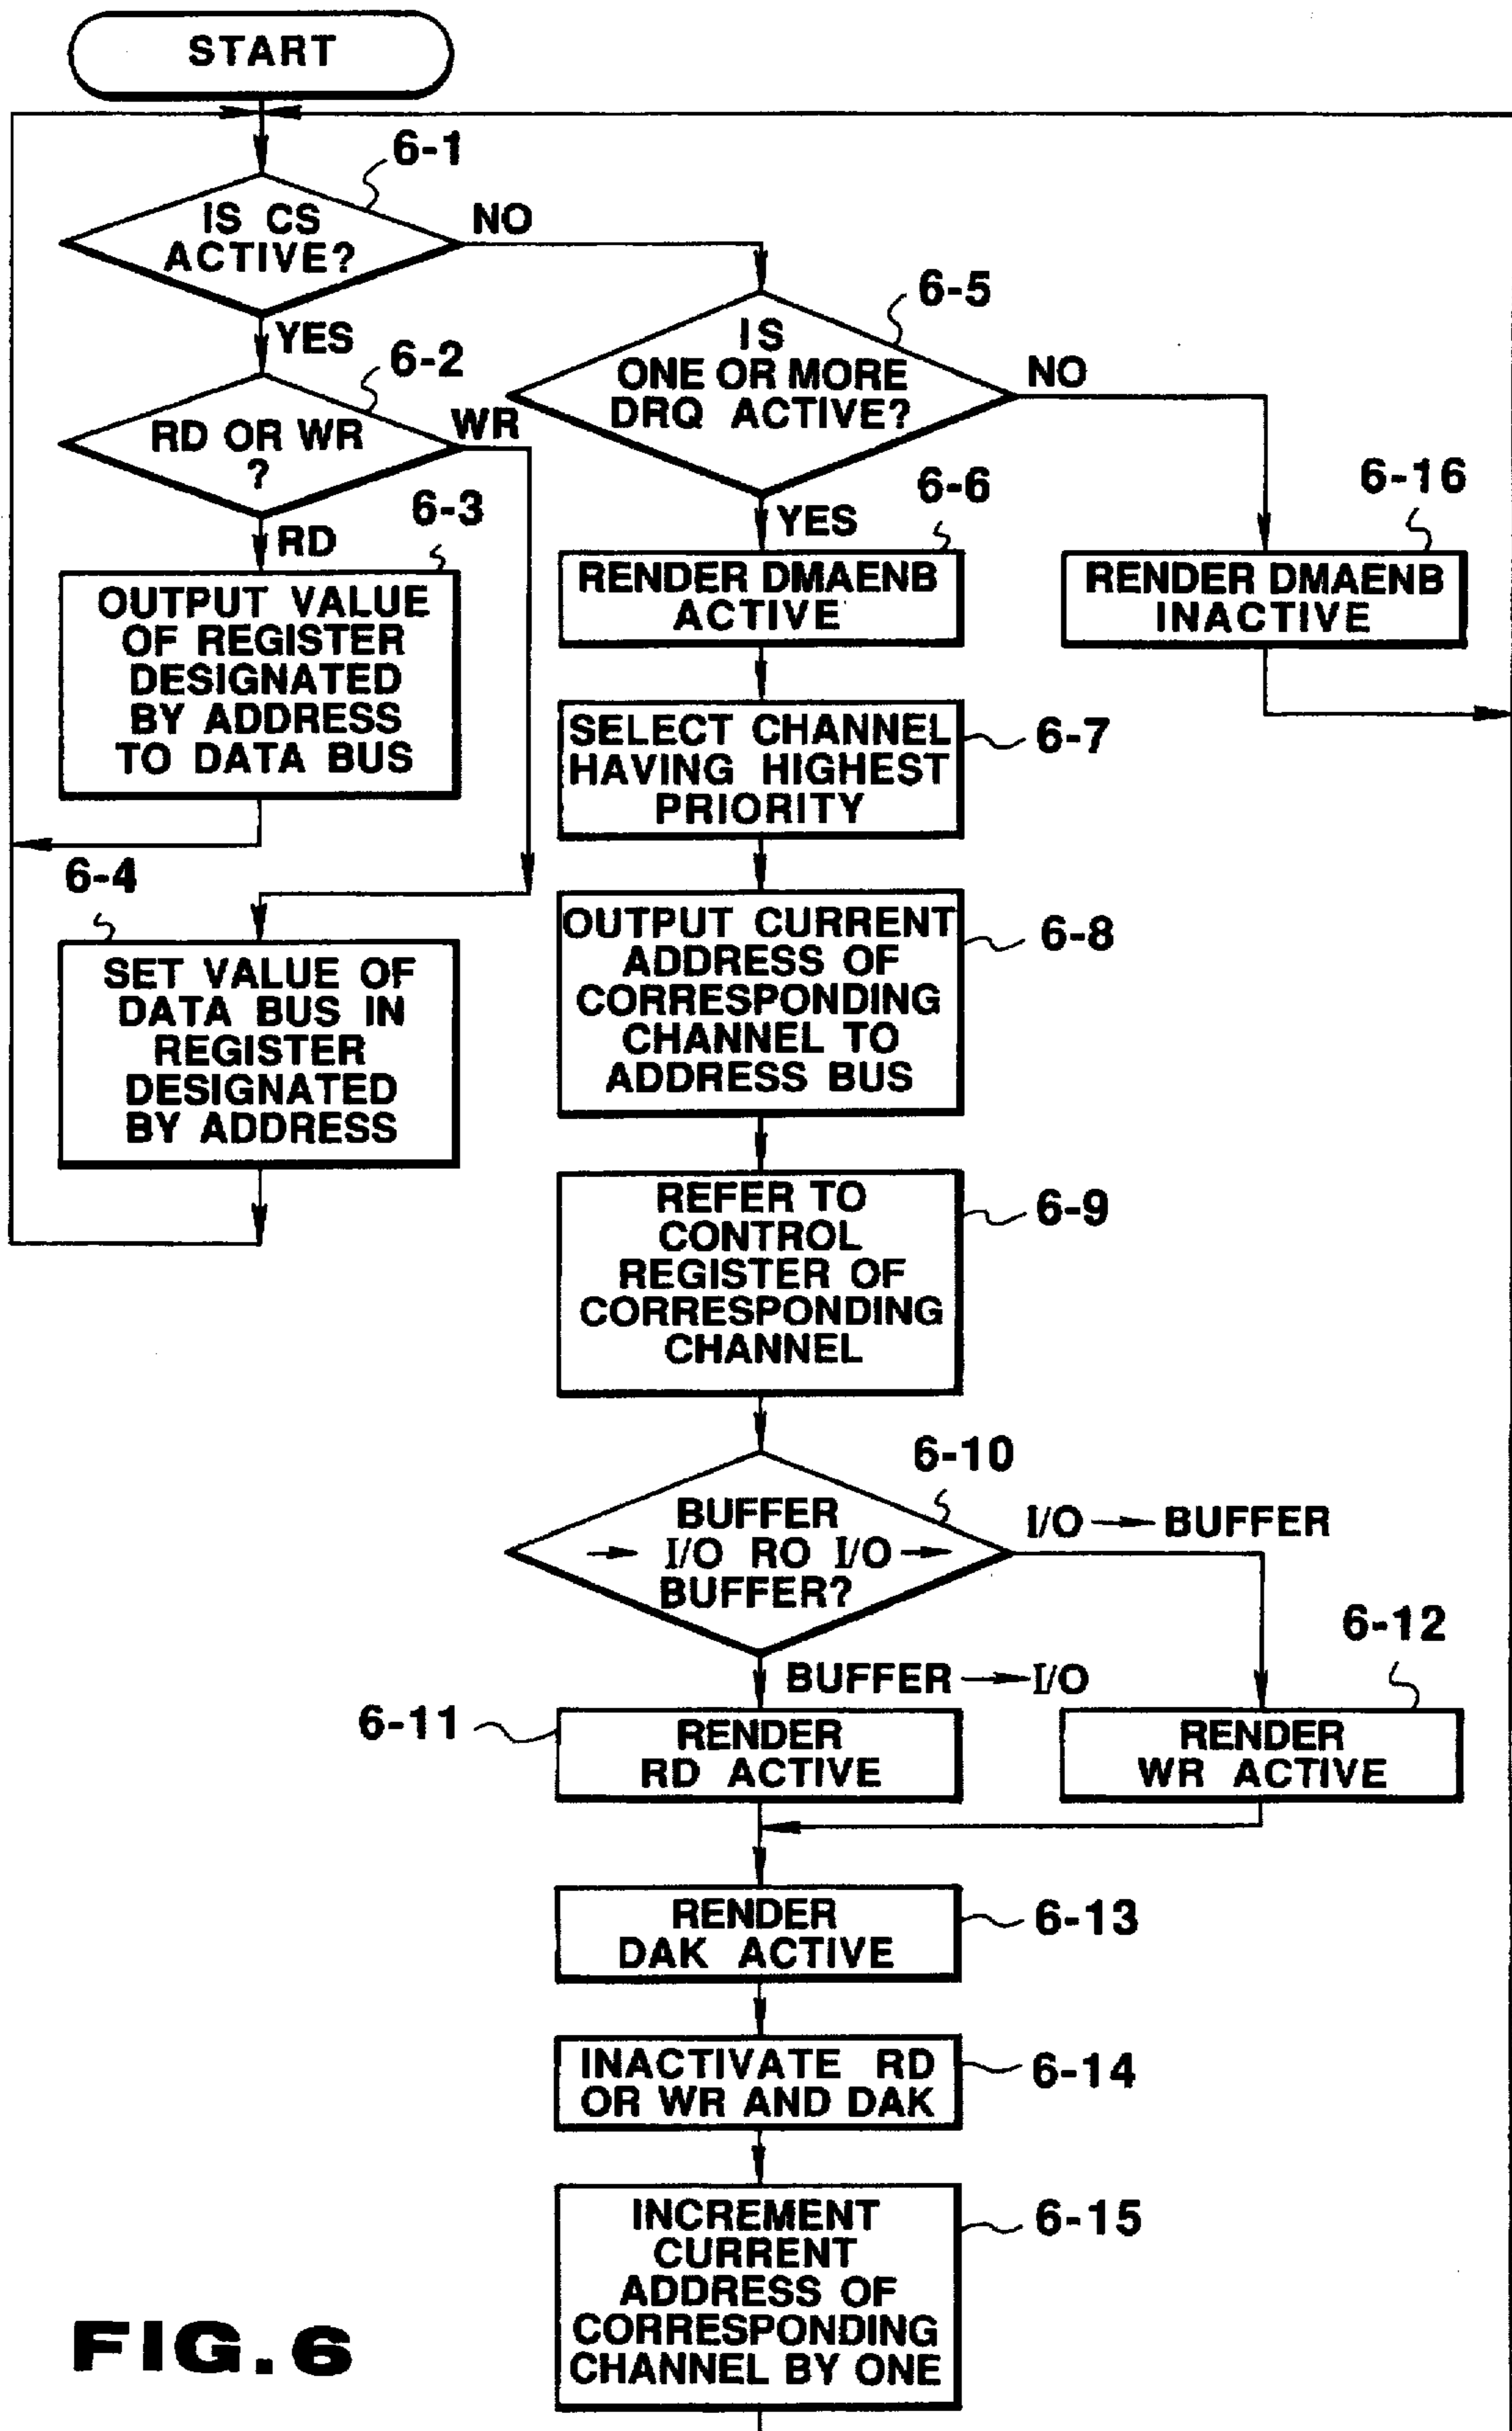 START
6-1
IS CS
ACTIVE?
NO
YES
6-2
RD OR WR
?
WR
RD
6-3
OUTPUT VALUE
OF REGISTER
DESIGNATED
BY ADDRESS
TO DATA BUS
6-4
SET VALUE OF
DATA BUS IN
REGISTER
DESIGNATED
BY ADDRESS
6-5
IS
ONE OR MORE
DRQ ACTIVE?
NO
YES
6-6
RENDER DMAENB
ACTIVE
6-16
RENDER DMAENB
INACTIVE
SELECT CHANNEL
HAVING HIGHEST
PRIORITY
6-7
OUTPUT CURRENT
ADDRESS OF
CORRESPONDING
CHANNEL TO
ADDRESS BUS
6-8
REFER TO
CONTROL
REGISTER OF
CORRESPONDING
CHANNEL
6-9
6-10
BUFFER
→ I/O RO I/O →
BUFFER?
I/O → BUFFER
BUFFER → I/O
6-11
RENDER
RD ACTIVE
6-12
RENDER
WR ACTIVE
RENDER
DAK ACTIVE
6-13
INACTIVATE RD
OR WR AND DAK
6-14
INCREMENT
CURRENT
ADDRESS OF
CORRESPONDING
CHANNEL BY ONE
6-15
FIG.6